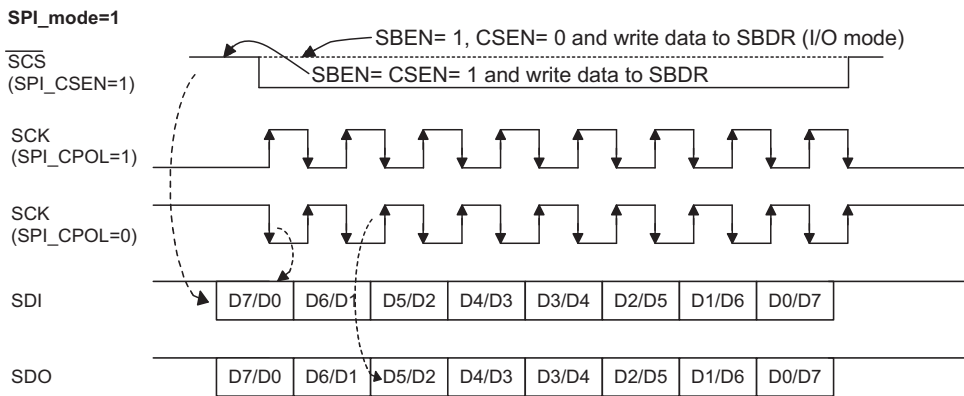 SPI_mode=1
SBEN= 1, CSEN= 0 and write data to SBDR (I/O mode)
SCS
(SPI_CSEN=1)
SBEN= CSEN= 1 and write data to SBDR
SCK
(SPI_CPOL=1)
SCK
(SPI_CPOL=0)
SDI D7/D0 D6/D1 D5/D2 D4/D3 D3/D4 D2/D5 D1/D6 D0/D7
SDO D7/D0 D6/D1 D5/D2 D4/D3 D3/D4 D2/D5 D1/D6 D0/D7